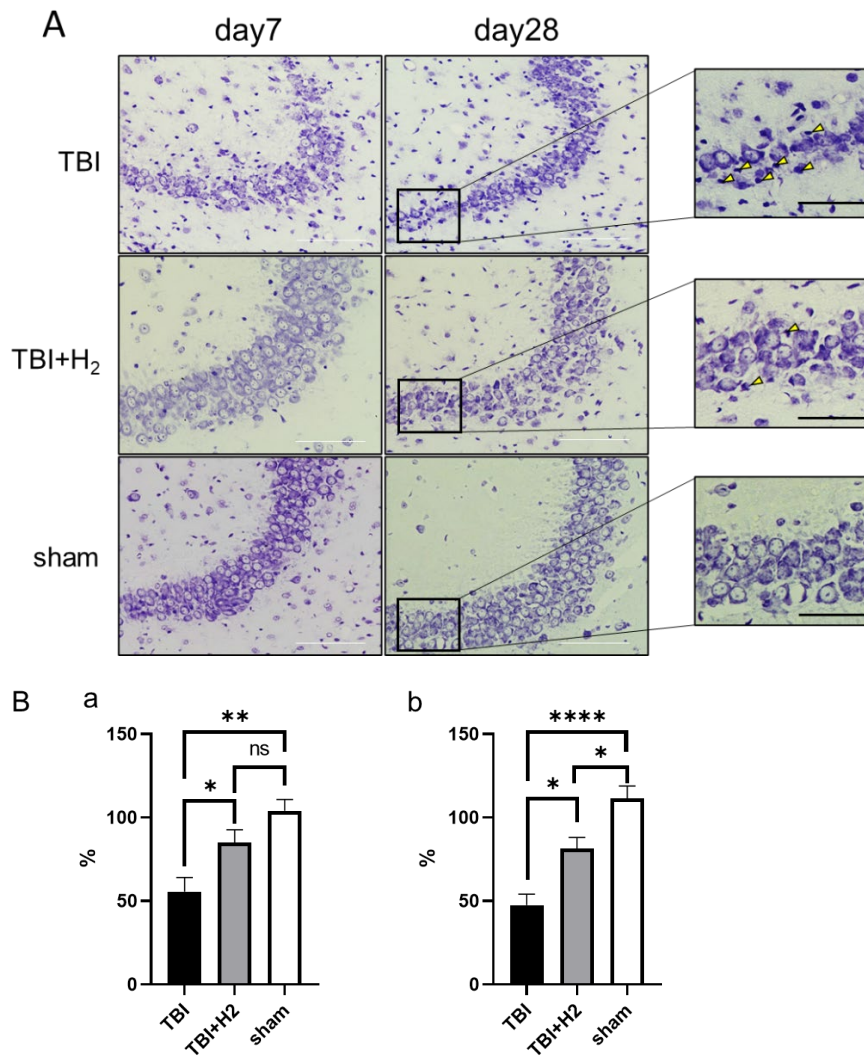 A
day7 day28
TBI
TBI+H₂
sham
B a b
** ****
ns *
* *
150 150
100 100
% %
50 50
0 0
TBI TBI+H2 sham TBI TBI+H2 sham